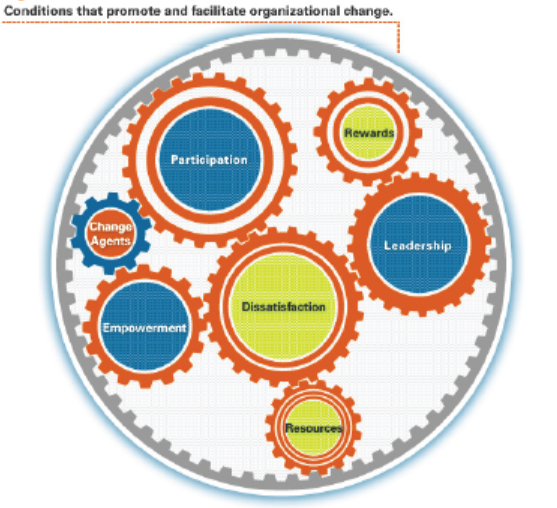 Conditions that promote and facilitate organizational change.
Rewards
Participation
Change
Agents
Leadership
Dissatisfaction
Empowerment
Resources